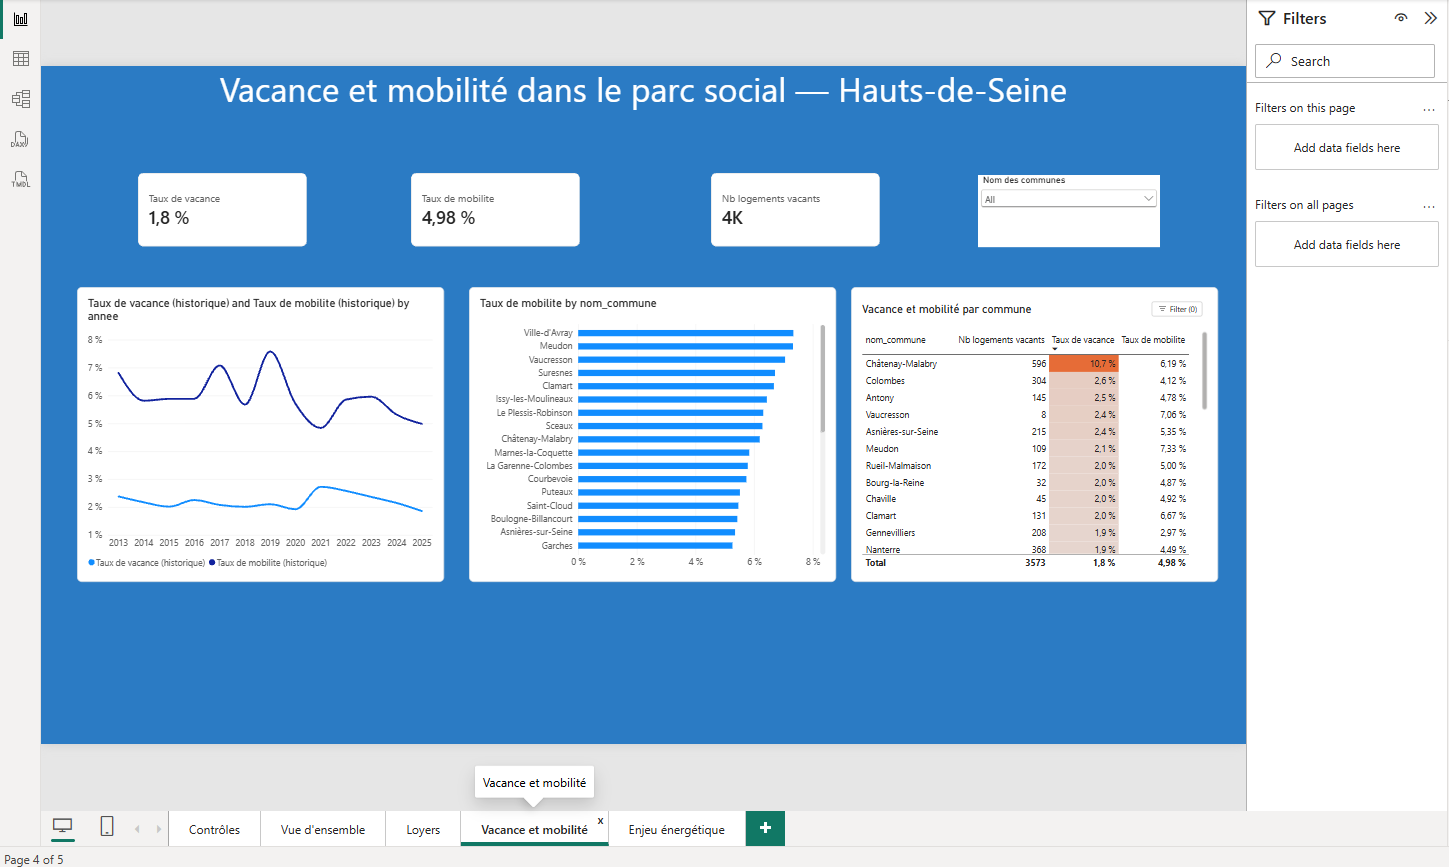 Filters
Search
Filters on this page
...
Add data fields here
Filters on all pages
...
Add data fields here
DAX
TMDL
Vacance et mobilité dans le parc social — Hauts-de-Seine
Taux de vacance
1,8 %
Taux de mobilite
4,98 %
Nb logements vacants
4K
Nom des communes
All
Taux de vacance (historique) and Taux de mobilite (historique) by
annee
8 %
7 %
6 %
5 %
4 %
3 %
2 %
1 %
2013 2014 2015 2016 2017 2018 2019 2020 2021 2022 2023 2024 2025
Taux de vacance (historique) Taux de mobilite (historique)
Taux de mobilite by nom_commune
Ville-d'Avray
Meudon
Vaucresson
Suresnes
Clamart
Issy-les-Moulineaux
Le Plessis-Robinson
Sceaux
Châtenay-Malabry
Marnes-la-Coquette
La Garenne-Colombes
Courbevoie
Puteaux
Saint-Cloud
Boulogne-Billancourt
Asnières-sur-Seine
Garches
0 % 2 % 4 % 6 % 8 %
Vacance et mobilité par commune
Filter (0)
nom_commune Nb logements vacants Taux de vacance Taux de mobilite
Châtenay-Malabry 596 10,7 % 6,19 %
Colombes 304 2,6 % 4,12 %
Antony 145 2,5 % 4,78 %
Vaucresson 8 2,4 % 7,06 %
Asnières-sur-Seine 215 2,4 % 5,35 %
Meudon 109 2,1 % 7,33 %
Rueil-Malmaison 172 2,0 % 5,00 %
Bourg-la-Reine 32 2,0 % 4,87 %
Chaville 45 2,0 % 4,92 %
Clamart 131 2,0 % 6,67 %
Gennevilliers 208 1,9 % 2,97 %
Nanterre 368 1,9 % 4,49 %
Total 3573 1,8 % 4,98 %
Vacance et mobilité
Contrôles
Vue d'ensemble
Loyers
Vacance et mobilité
x
Enjeu énergétique
+
Page 4 of 5